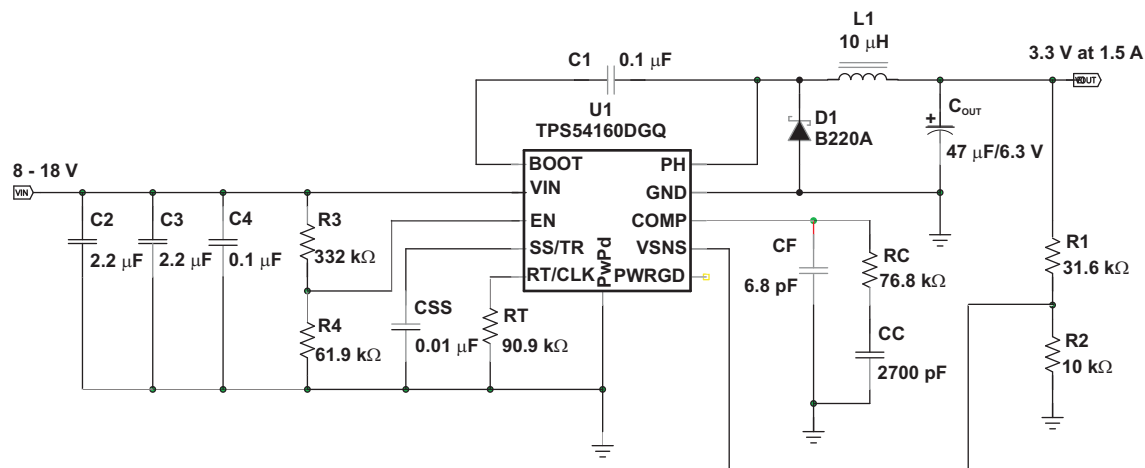 L1
10 μH
3.3 V at 1.5 A
C1
0.1 μF
U1
TPS54160DGQ
D1
B220A
COUT
+
47 μF/6.3 V
8 - 18 V
VIN
BOOT
VIN
EN
SS/TR
RT/CLK
PwPd
PH
GND
COMP
VSNS
PWRGD
C2
2.2 μF
C3
2.2 μF
C4
0.1 μF
R3
332 kΩ
R4
61.9 kΩ
CSS
0.01 μF
RT
90.9 kΩ
CF
6.8 pF
RC
76.8 kΩ
CC
2700 pF
R1
31.6 kΩ
R2
10 kΩ